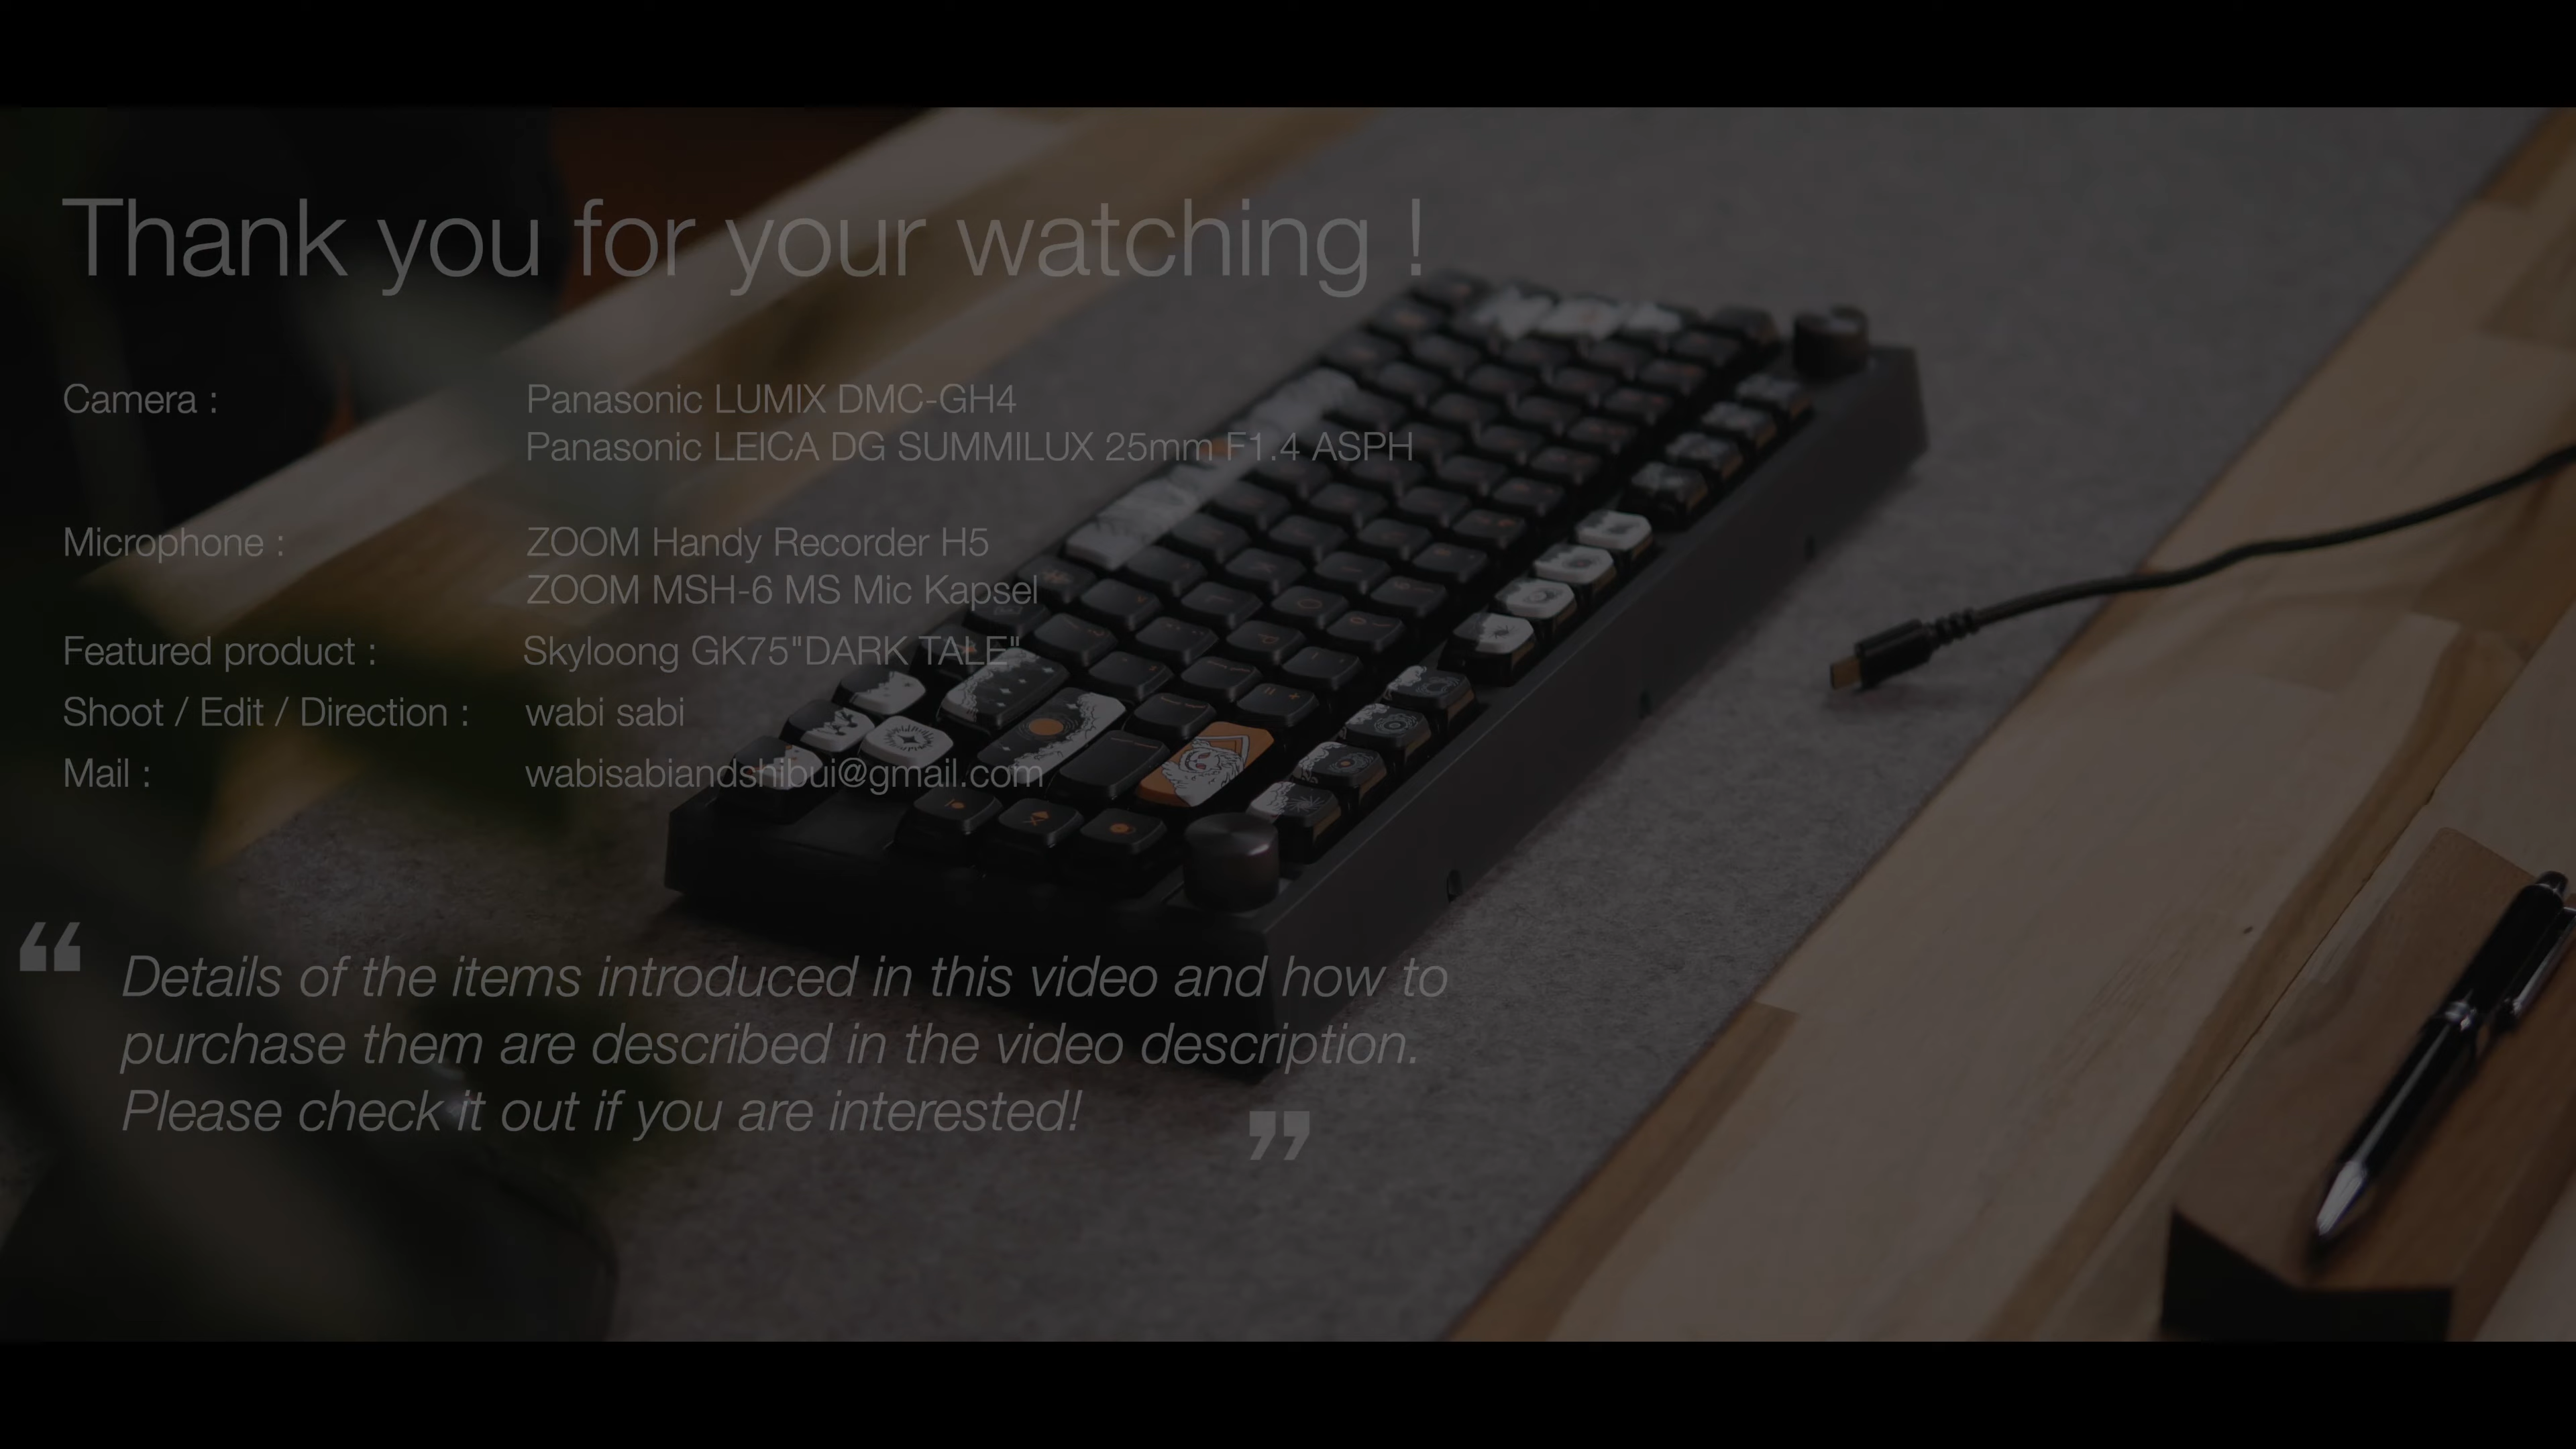 Thank you for your watching !
Camera : Panasonic LUMIX DMC-GH4
Panasonic LEICA DG SUMMILUX 25mm F1.4 ASPH
Microphone : ZOOM Handy Recorder H5
ZOOM MSH-6 MS Mic Kapsel
Featured product : Skyloong GK75"DARK TALE"
Shoot / Edit / Direction : wabi sabi
Mail : wabisabiandshibui@gmail.com
“ Details of the items introduced in this video and how to
purchase them are described in the video description.
Please check it out if you are interested! ”